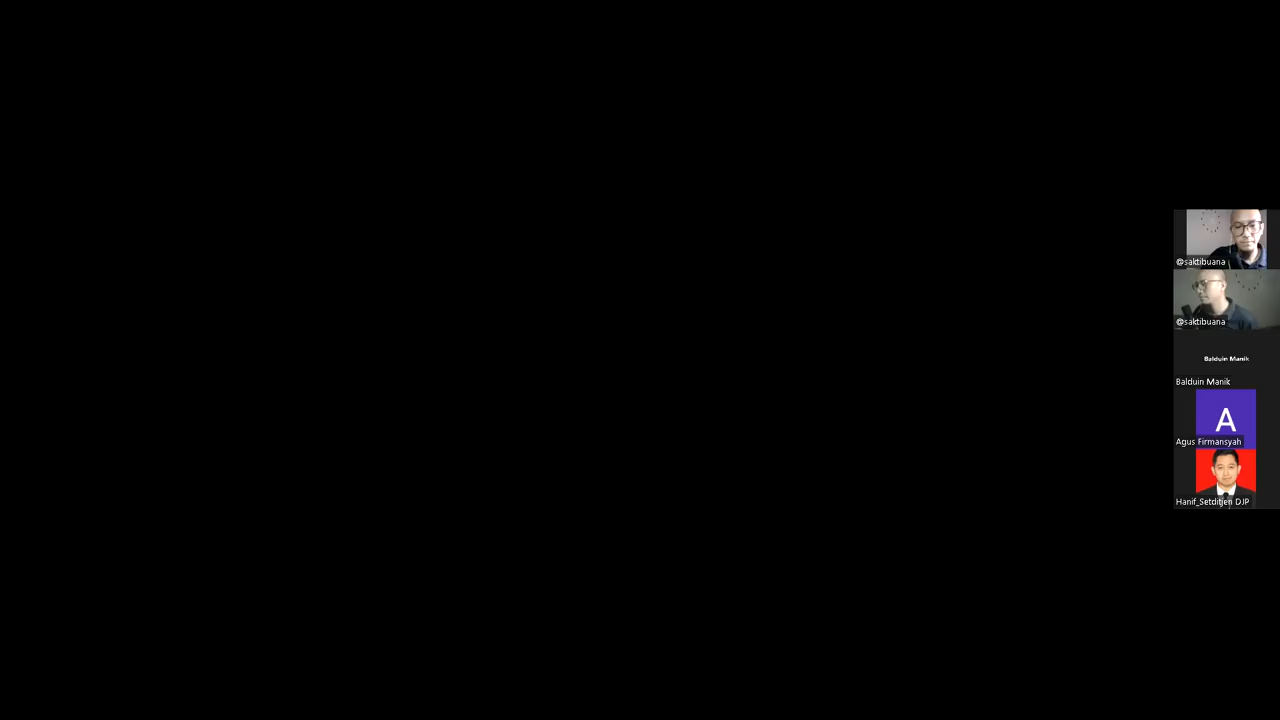 @saktibuana
@saktibuana
Balduin Manik
Balduin Manik
A
Agus Firmansyah
Hanif_Setditjen DJP